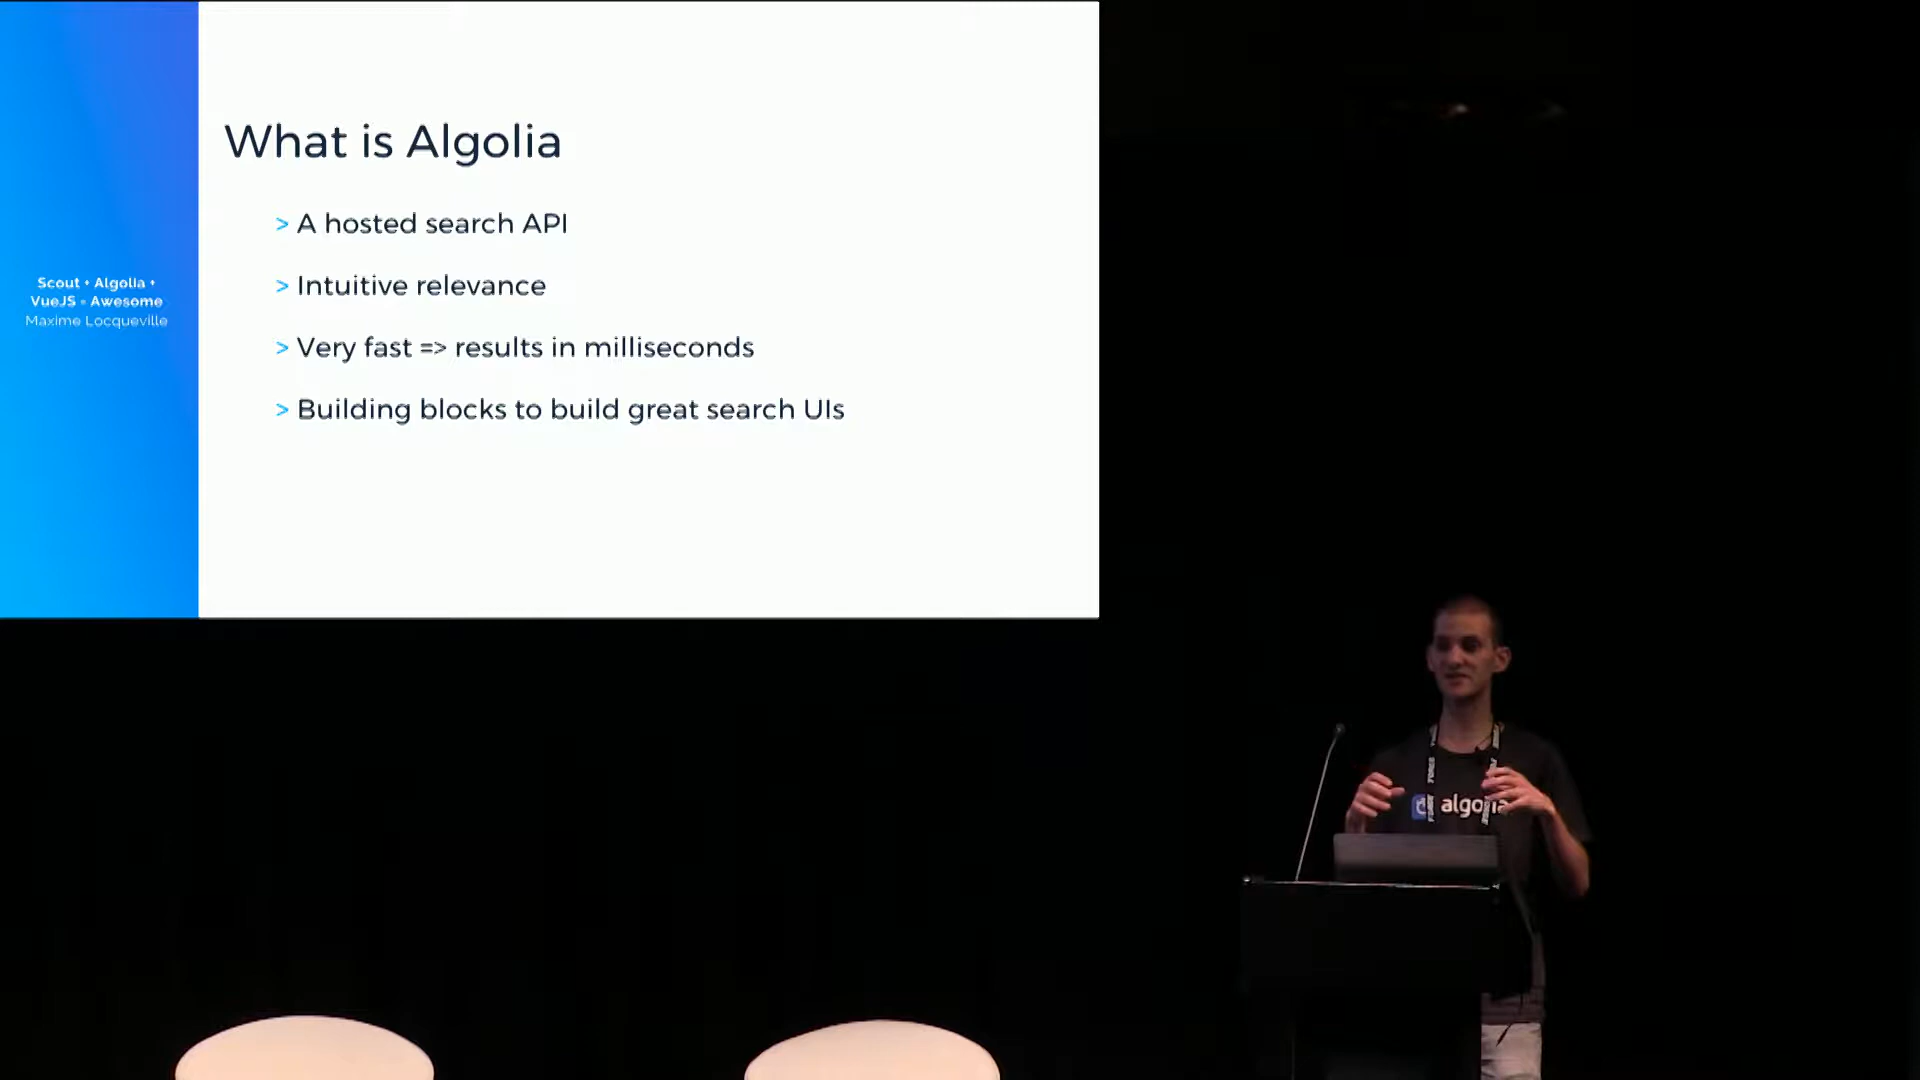 What is Algolia
> A hosted search API
> Intuitive relevance
> Very fast => results in milliseconds
> Building blocks to build great search UIs
Scout + Algolia +
VueJS = Awesome
Maxime Locqueville
algolia